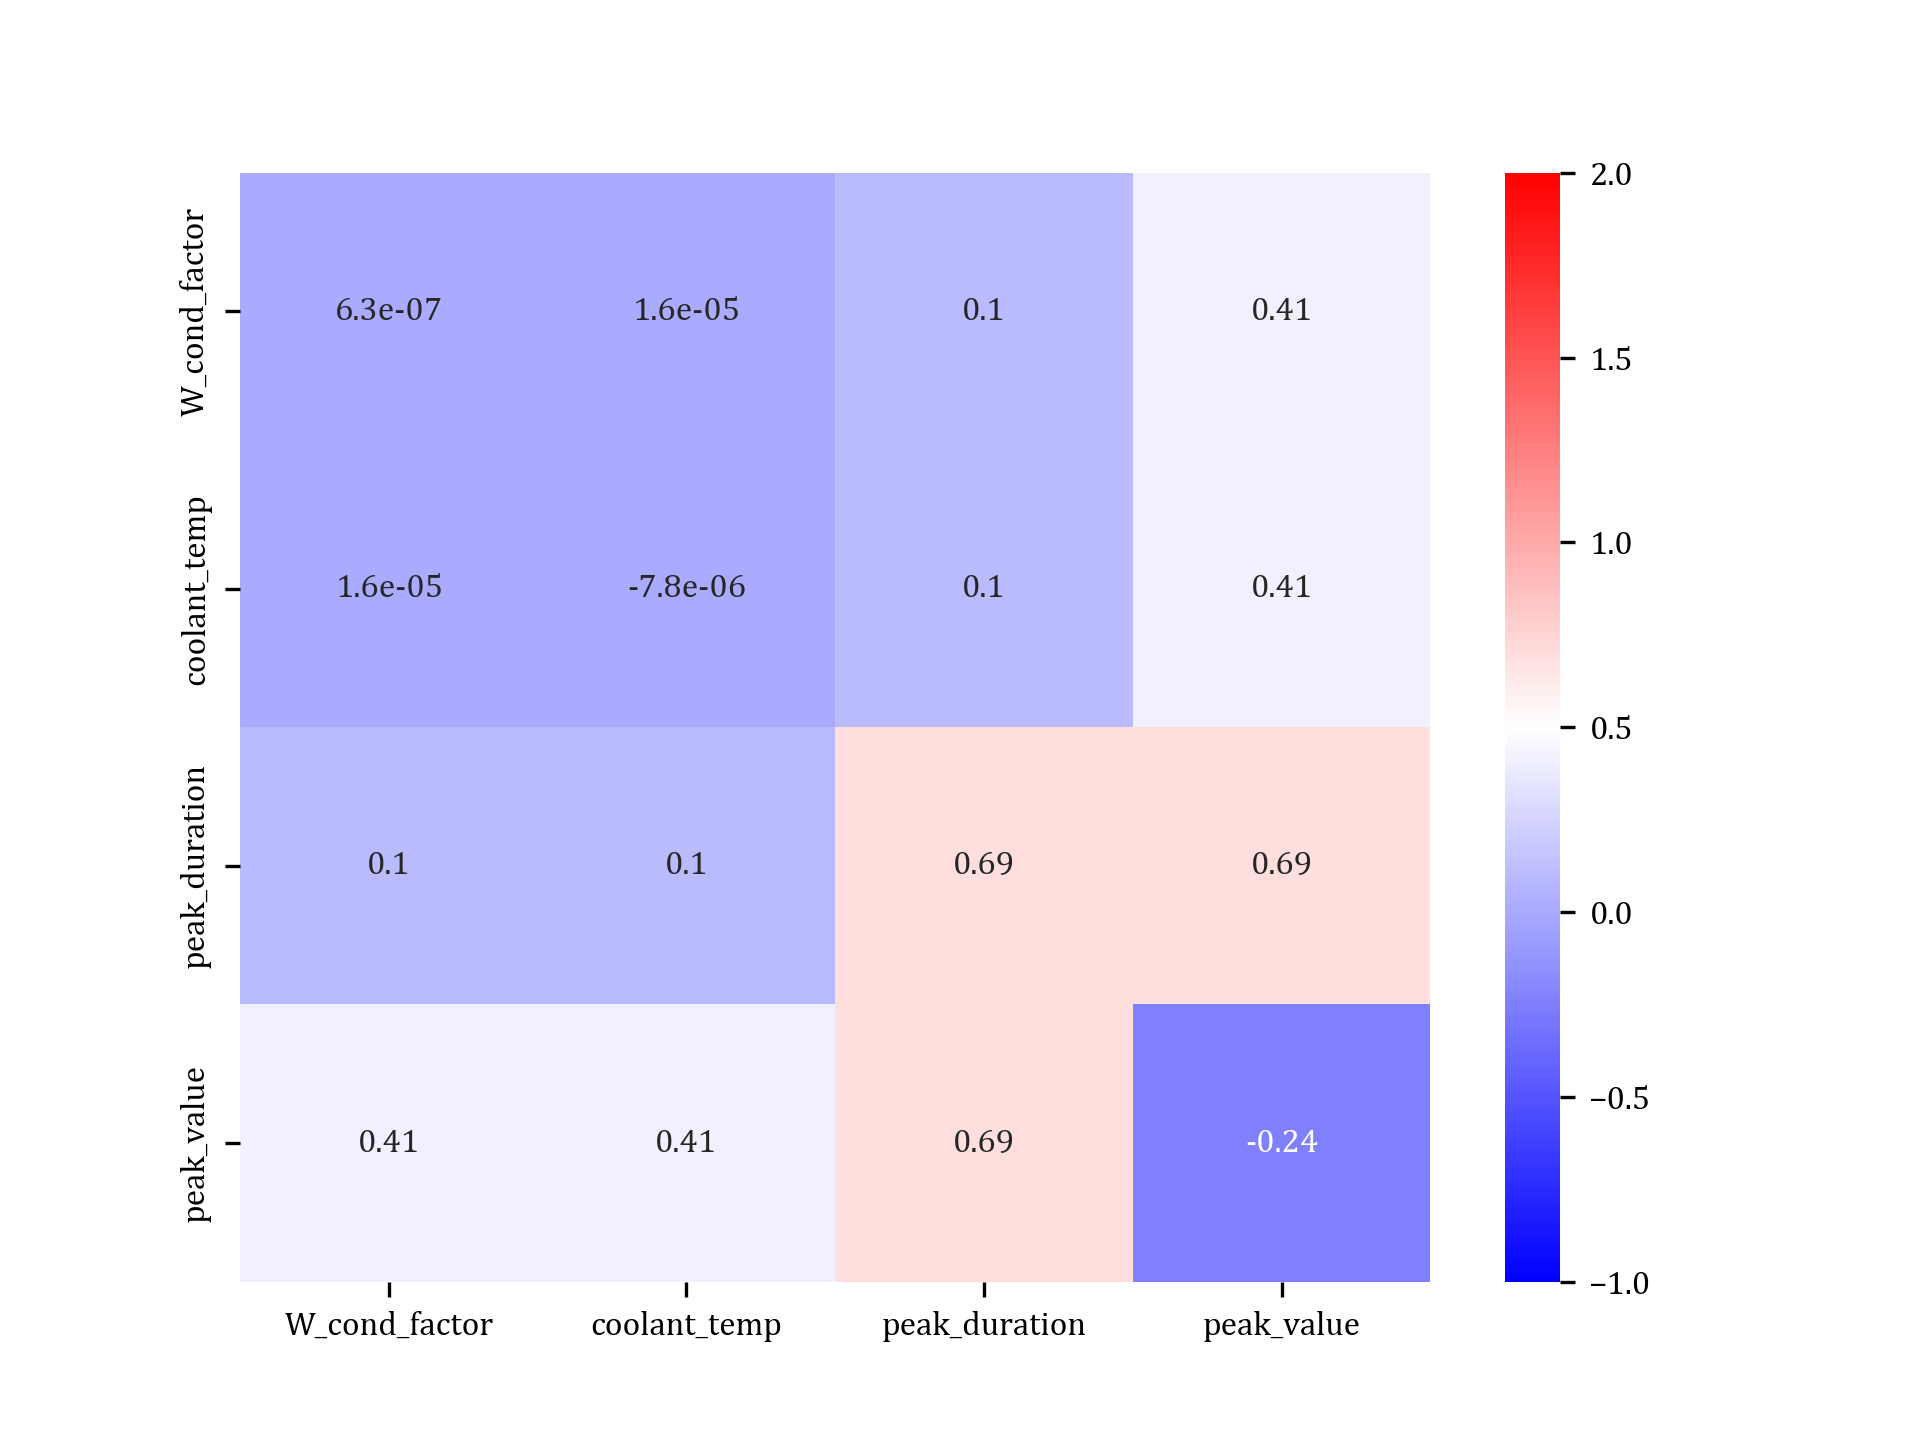 W_cond_factor 6.3e-07 1.6e-05 0.1 0.41
coolant_temp 1.6e-05 -7.8e-06 0.1 0.41
peak_duration 0.1 0.1 0.69 0.69
peak_value 0.41 0.41 0.69 -0.24
W_cond_factor coolant_temp peak_duration peak_value
2.0
1.5
1.0
0.5
0.0
−0.5
−1.0